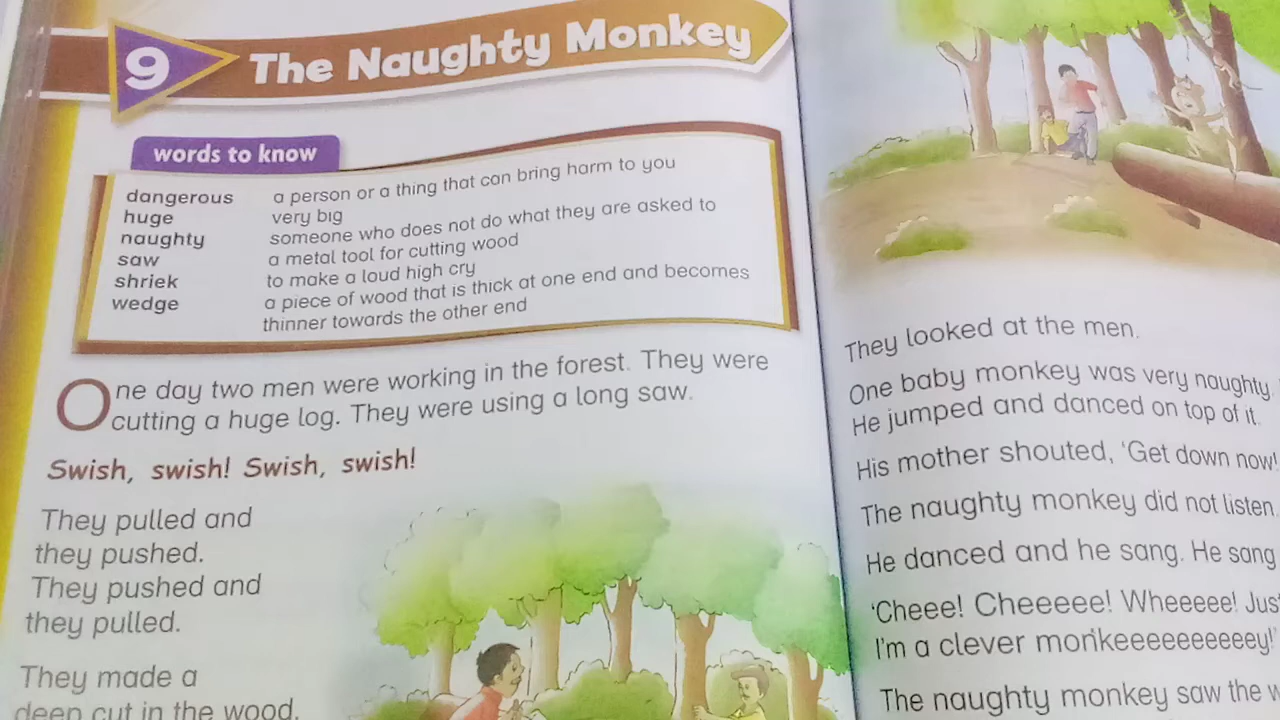 9 The Naughty Monkey
words to know
dangerous a person or a thing that can bring harm to you
huge very big
naughty someone who does not do what they are asked to
saw a metal tool for cutting wood
shriek to make a loud high cry
wedge a piece of wood that is thick at one end and becomes
thinner towards the other end
One day two men were working in the forest. They were
cutting a huge log. They were using a long saw.
Swish, swish! Swish, swish!
They pulled and
they pushed.
They pushed and
they pulled.
They made a
deep cut in the wood.
They looked at the men.
One baby monkey was very naughty.
He jumped and danced on top of it.
His mother shouted, ‘Get down now!
The naughty monkey did not listen.
He danced and he sang. He sang
‘Cheee! Cheeeee! Wheeeee! Just
I'm a clever monkeeeeeeeeeey!’
The naughty monkey saw the